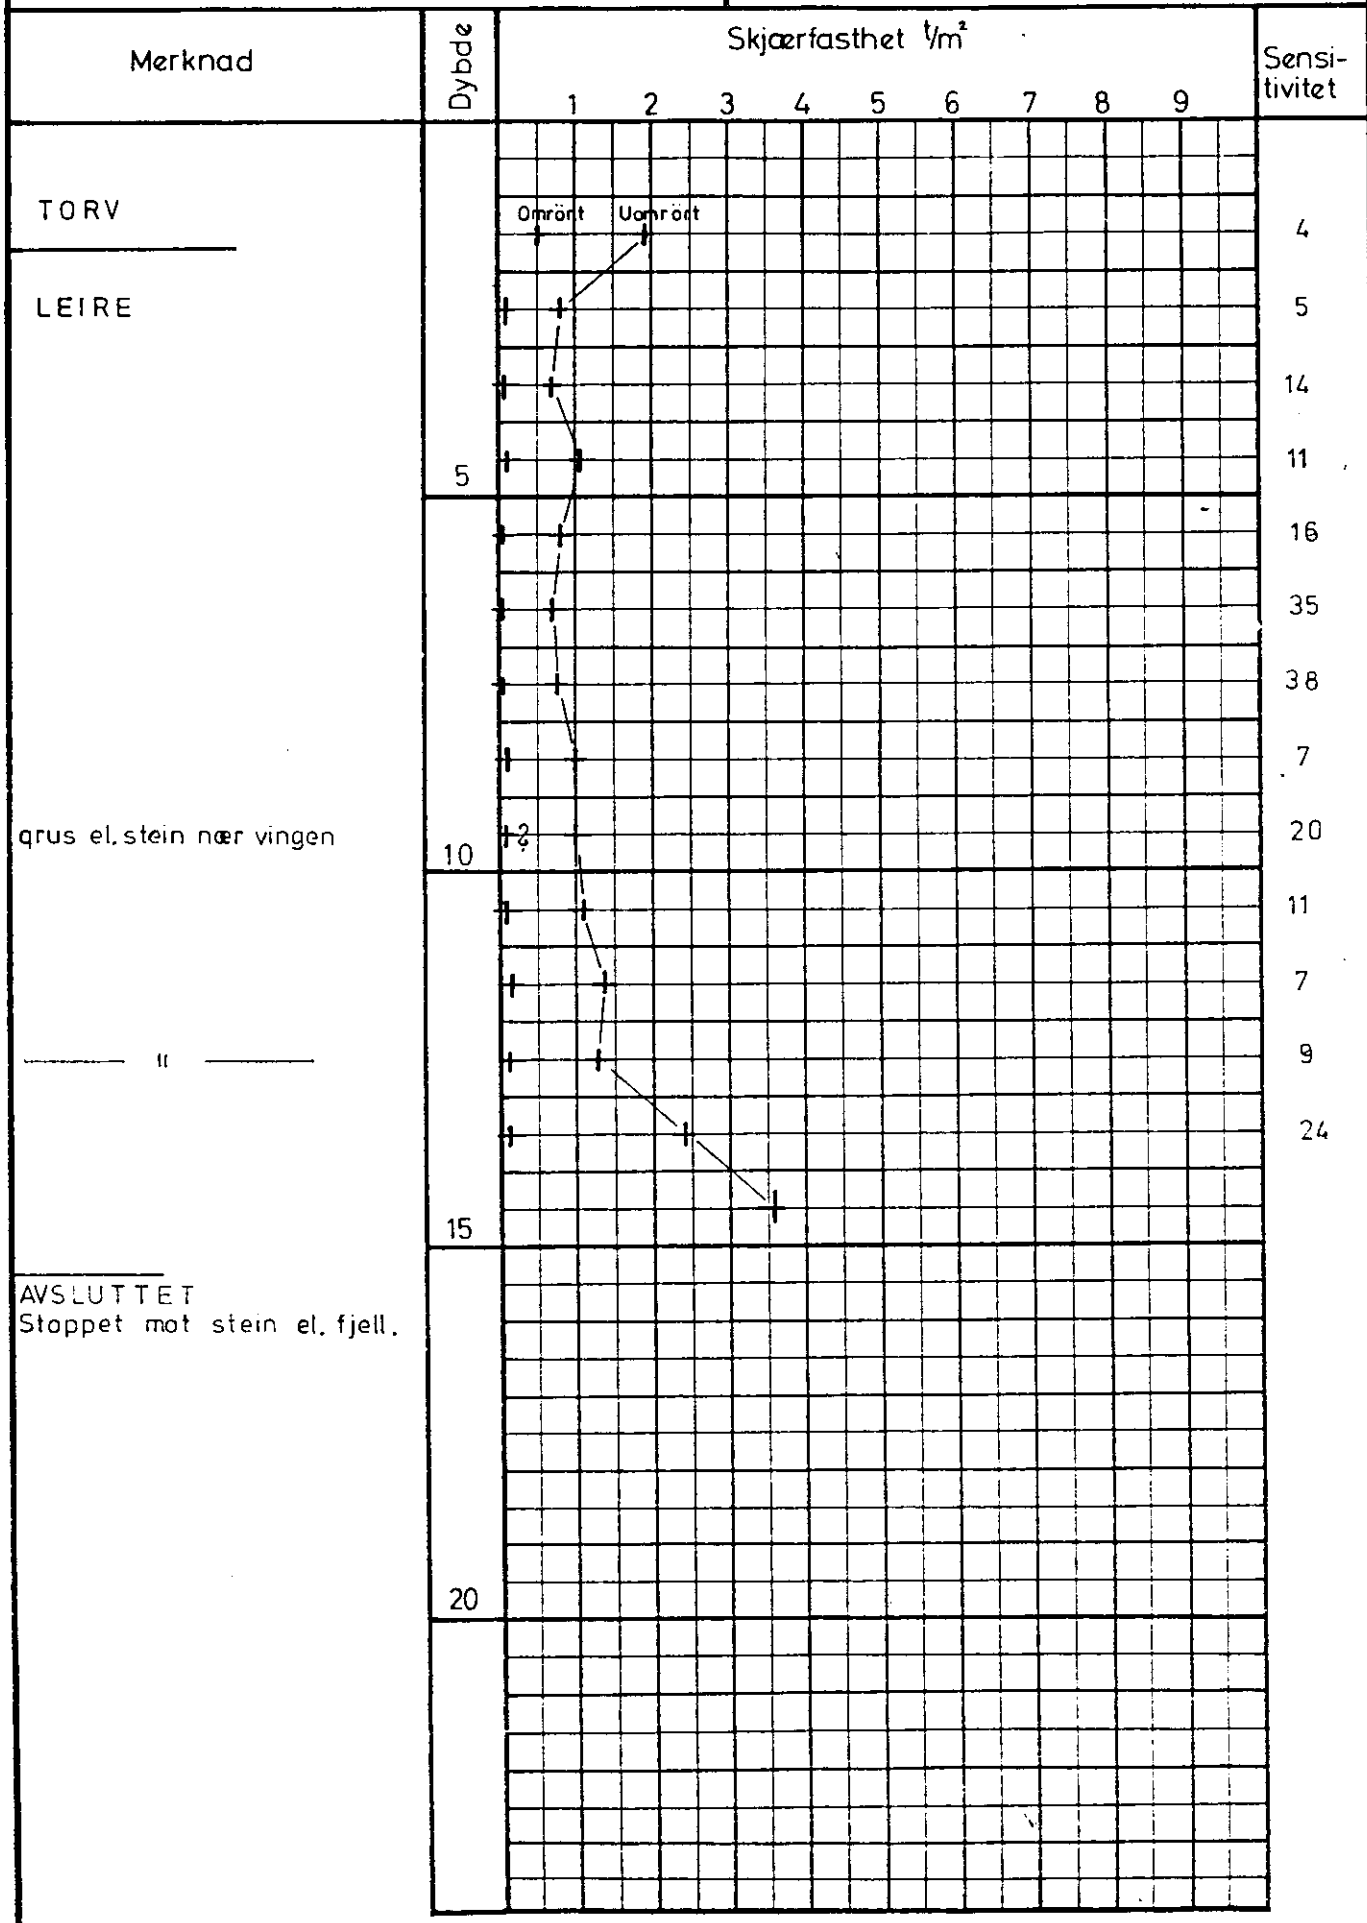 Merknad
Dybde
Skjærfasthet t/m²
Sensi-
tivitet
1 2 3 4 5 6 7 8 9
TORV
Omrört Uomrört
4
LEIRE
5
14
11
5
16
35
38
7
grus el. stein nær vingen
?
20
10
11
7
" 
9
24
15
AVSLUTTET
Stoppet mot stein el. fjell.
20